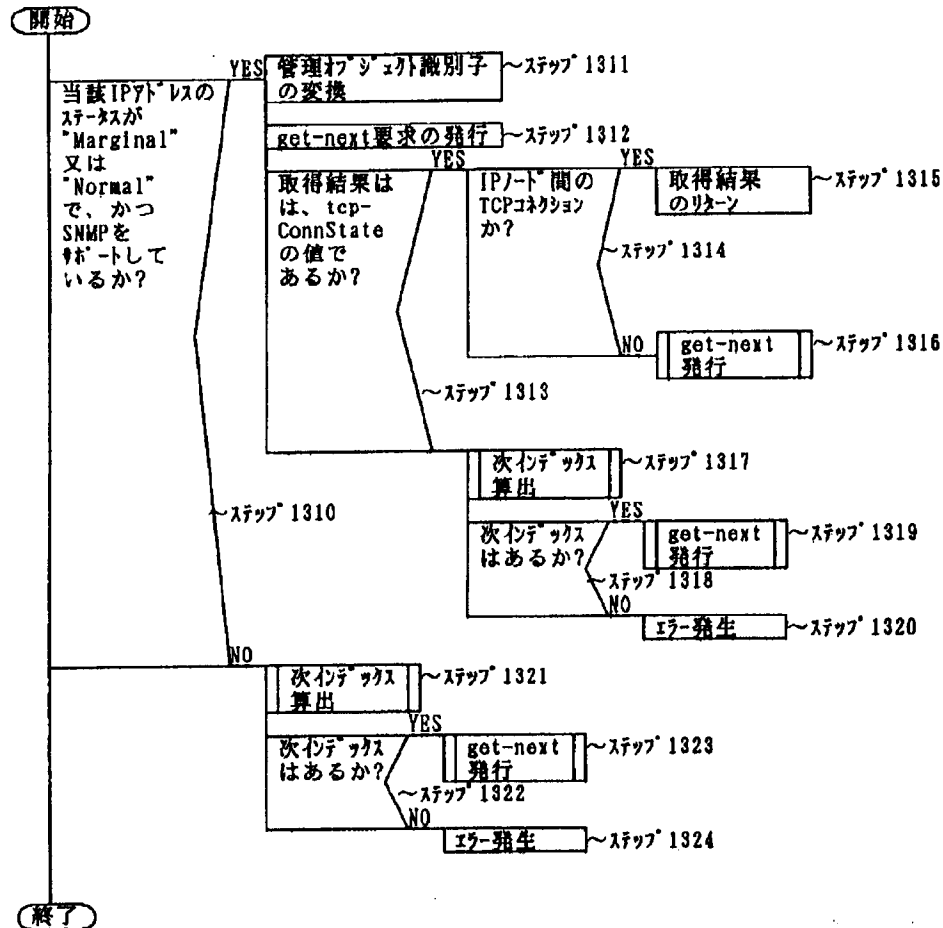 開始
YES
管理オブジェクト識別子
の変換
~ステップ1311
当該IPアドレスの
ステータスが
"Marginal"
又は
"Normal"
で、かつ
SNMPを
サポートして
いるか?
get-next要求の発行
~ステップ1312
YES
取得結果は
は、tcp-
ConnState
の値で
あるか?
IPノード間の
TCPコネクション
か?
YES
取得結果
のリターン
~ステップ1315
~ステップ1314
NO
get-next
発行
~ステップ1316
~ステップ1313
次インデックス
算出
~ステップ1317
~ステップ1310
YES
次インデックス
はあるか?
get-next
発行
~ステップ1319
~ステップ1318
NO
エラー発生
~ステップ1320
NO
次インデックス
算出
~ステップ1321
YES
次インデックス
はあるか?
get-next
発行
~ステップ1323
~ステップ1322
NO
エラー発生
~ステップ1324
終了